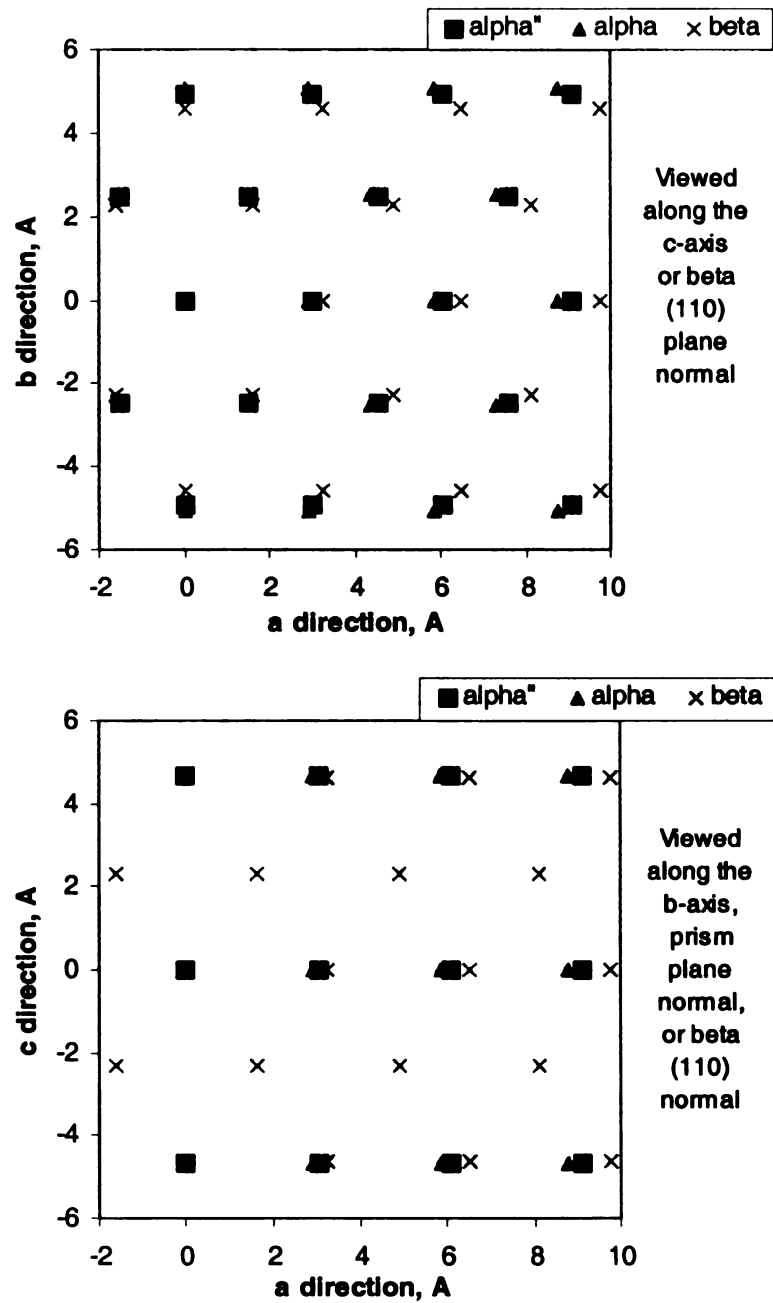 alpha" alpha beta
6
4
2
0
-2
-4
-6
b direction, A
-2 0 2 4 6 8 10
a direction, A
Viewed
along the
c-axis
or beta
(110)
plane
normal
alpha" alpha beta
6
4
2
0
-2
-4
-6
c direction, A
-2 0 2 4 6 8 10
a direction, A
Viewed
along the
b-axis,
prism
plane
normal,
or beta
(110)
normal